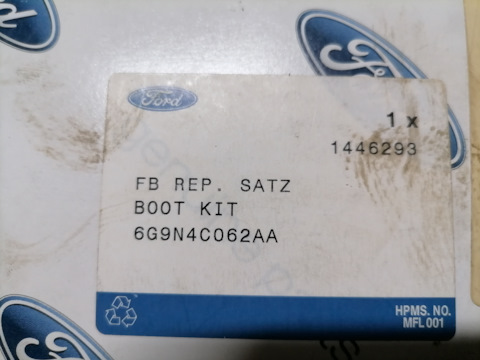 Ford
1 x
1446293
FB REP. SATZ
BOOT KIT
6G9N4C062AA
HPMS. NO.
MFL 001